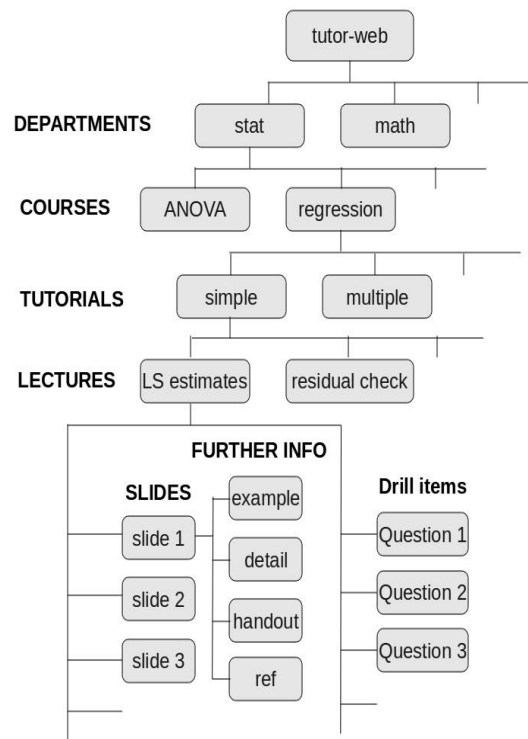 tutor-web
DEPARTMENTS
stat
math
COURSES
ANOVA
regression
TUTORIALS
simple
multiple
LECTURES
LS estimates
residual check
FURTHER INFO
SLIDES
example
Drill items
slide 1
Question 1
detail
slide 2
Question 2
handout
slide 3
Question 3
ref